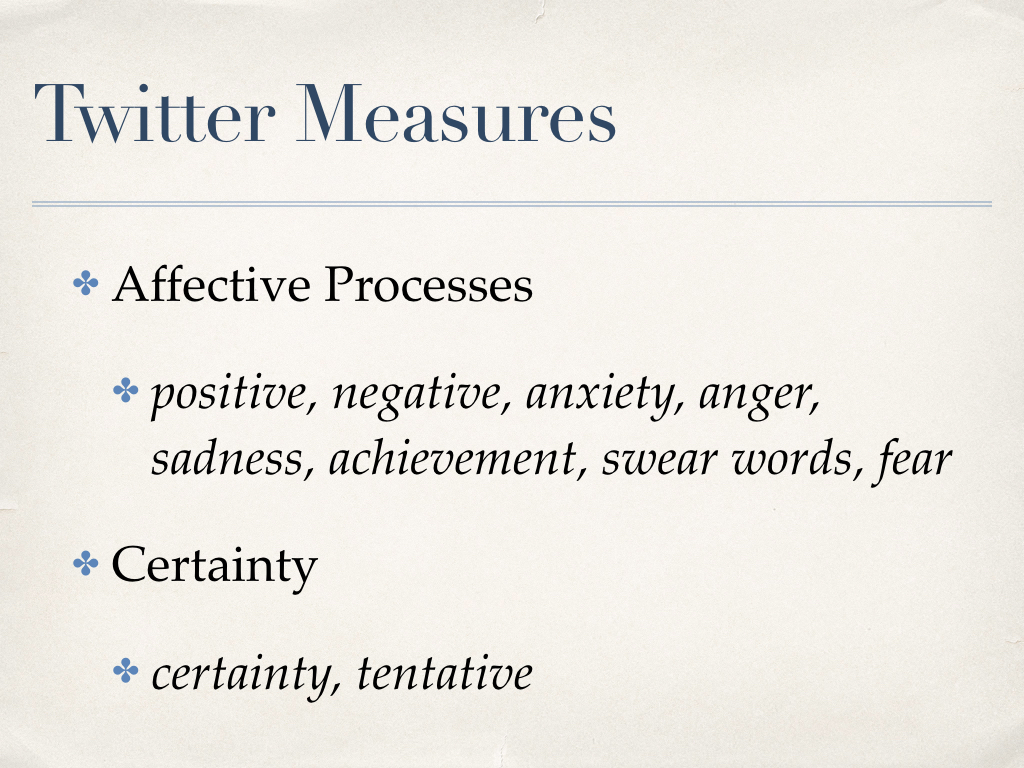 Twitter Measures
✤ Affective Processes
✤ positive, negative, anxiety, anger,
sadness, achievement, swear words, fear
✤ Certainty
✤ certainty, tentative